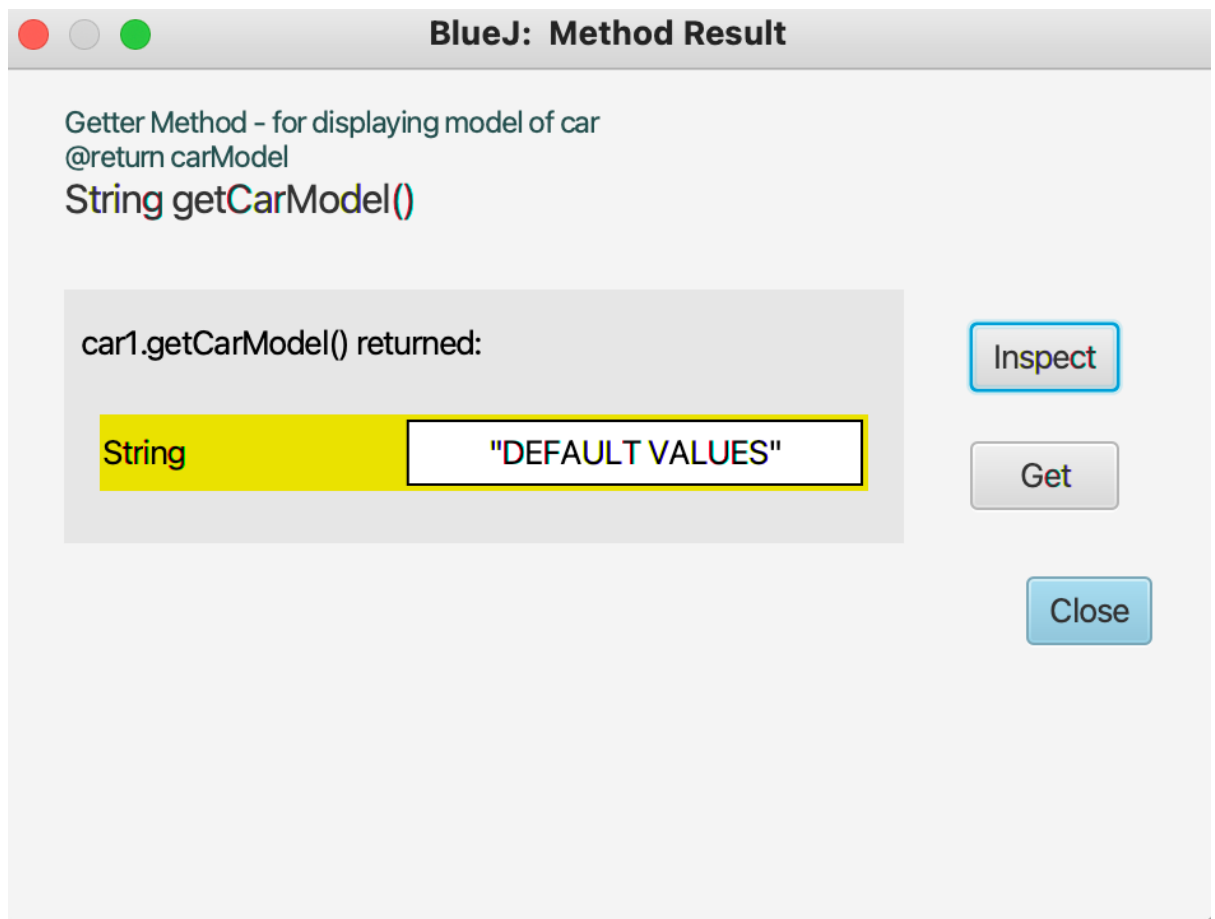 BlueJ:  Method Result
Getter Method - for displaying model of car
@return carModel
String getCarModel()
car1.getCarModel() returned:
Inspect
String "DEFAULT VALUES"
Get
Close